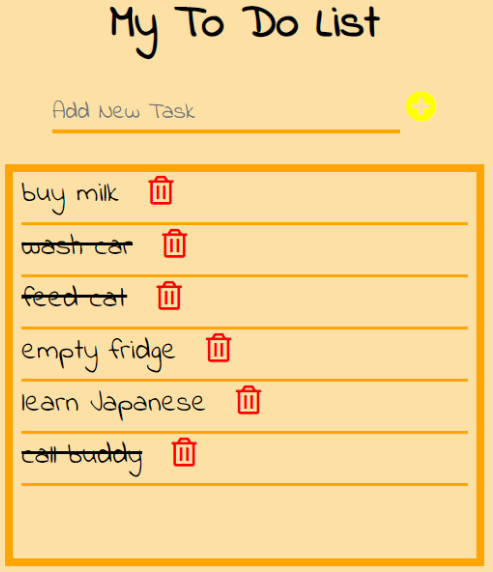 My To Do List
Add New Task
buy milk
wash car
feed cat
empty fridge
learn Japanese
call buddy